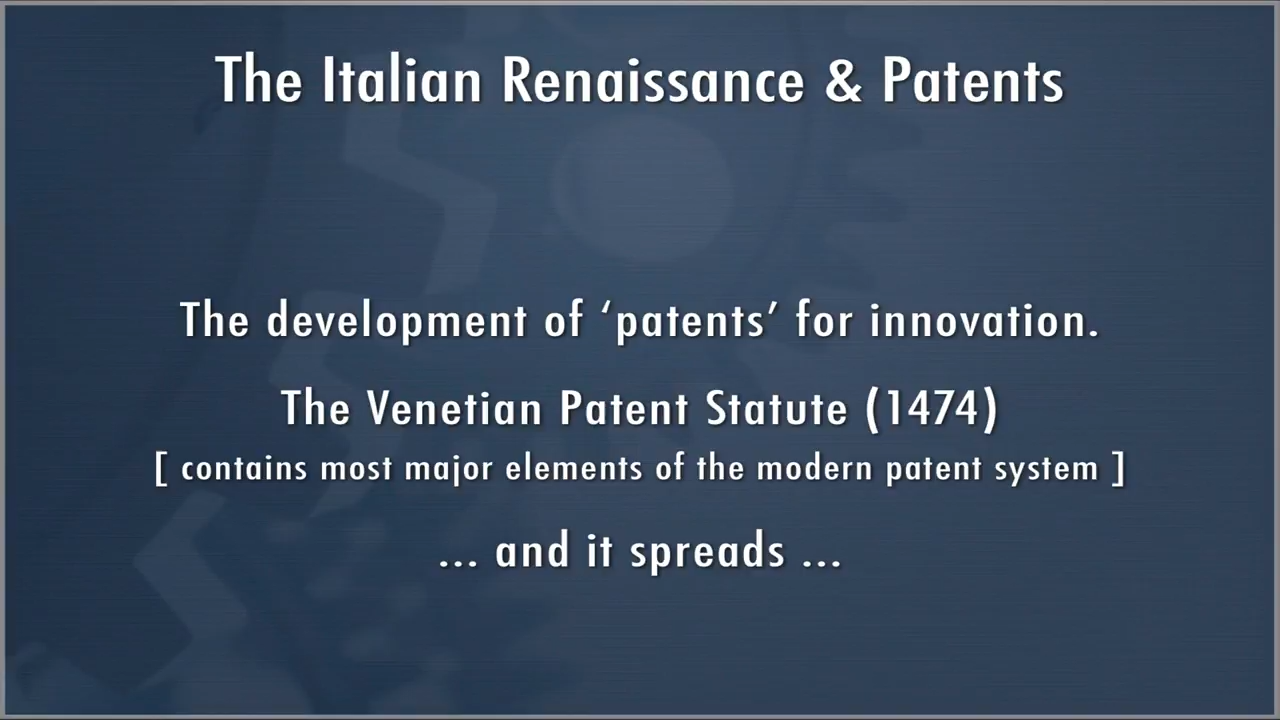 The Italian Renaissance & Patents
The development of ‘patents’ for innovation.
The Venetian Patent Statute (1474)
[ contains most major elements of the modern patent system ]
... and it spreads ...